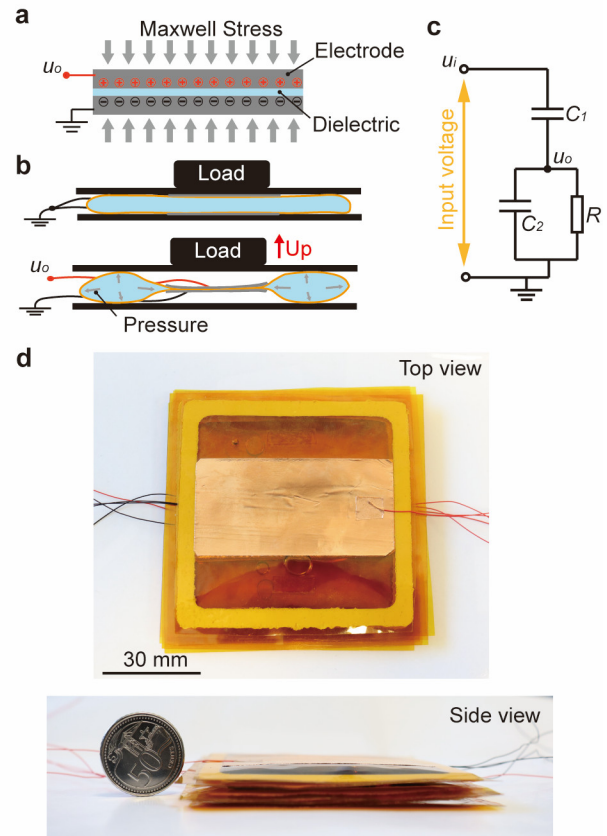 a
Maxwell Stress
Electrode
uₒ
Dielectric
b
Load
Load
Up
uₒ
Pressure
c
uᵢ
C₁
Input voltage
uₒ
C₂
R
d
Top view
30 mm
Side view
50